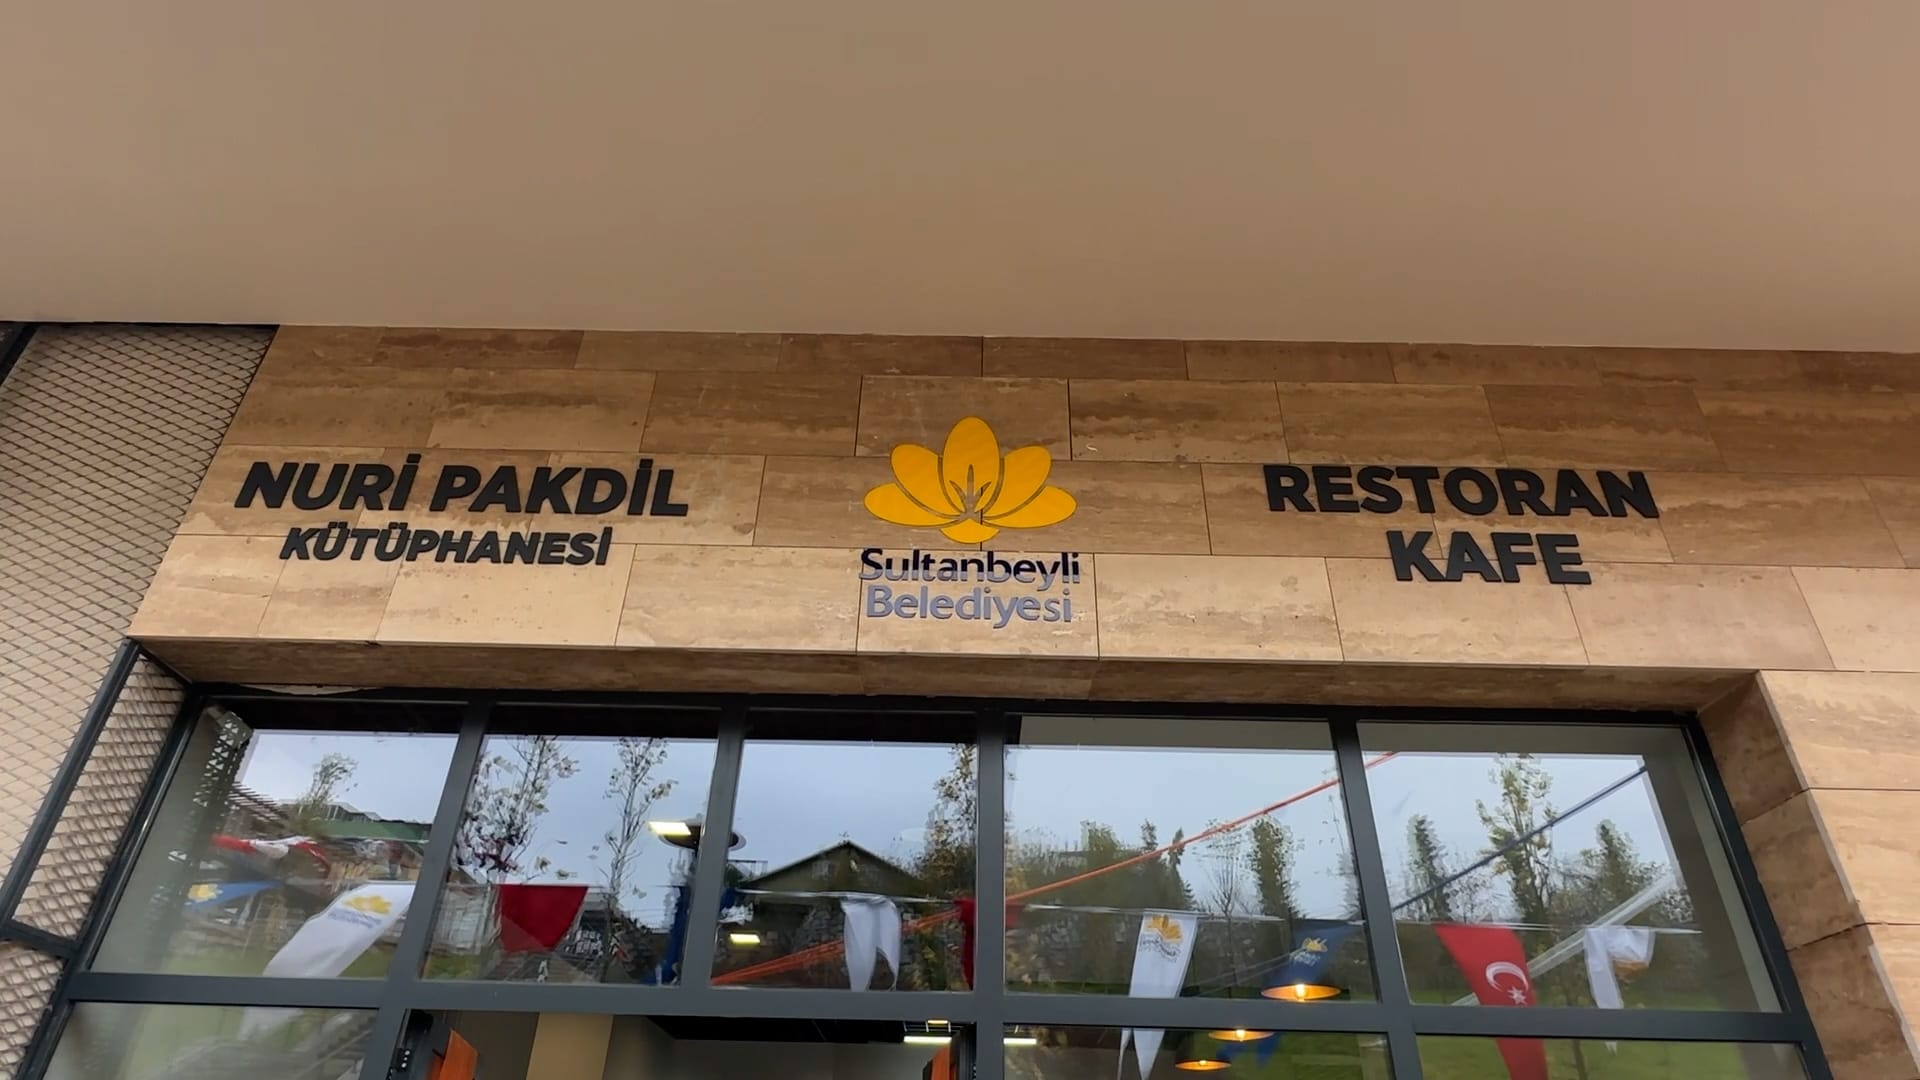 NURİ PAKDİL
KÜTÜPHANESİ
Sultanbeyli
Belediyesi
RESTORAN
KAFE